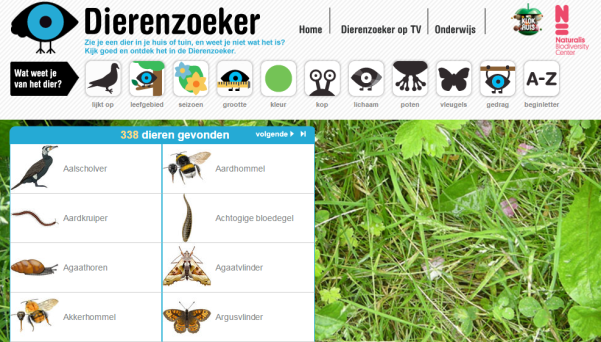 Dierenzoeker
Zie je een dier in je huis of tuin, en weet je niet wat het is?
Kijk goed en ontdek het in de Dierenzoeker.
Home
Dierenzoeker op TV
Onderwijs
HET KLOK HUIS
Naturalis
Biodiversity
Center
Wat weet je
van het dier?
A-Z
lijkt op
leefgebied
seizoen
grootte
kleur
kop
lichaam
poten
vleugels
gedrag
beginletter
338 dieren gevonden
volgende
Aalscholver
Aardhommel
Aardkruiper
Achtogige bloedegel
Agaathoren
Agaatvlinder
Akkerhommel
Argusvlinder